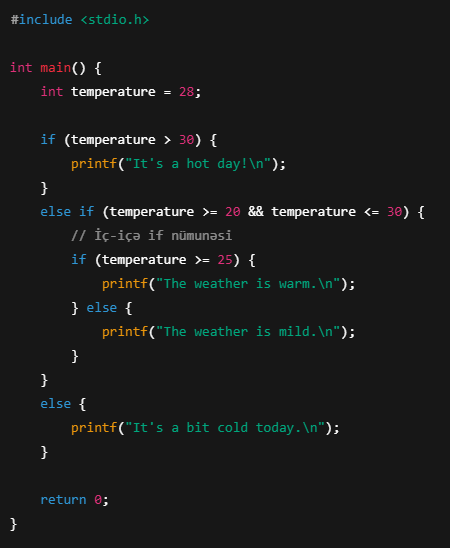 #include <stdio.h>

int main() {
    int temperature = 28;

    if (temperature > 30) {
        printf("It's a hot day!\n");
    }
    else if (temperature >= 20 && temperature <= 30) {
        // İç-içə if nümunəsi
        if (temperature >= 25) {
            printf("The weather is warm.\n");
        } else {
            printf("The weather is mild.\n");
        }
    }
    else {
        printf("It's a bit cold today.\n");
    }

    return 0;
}